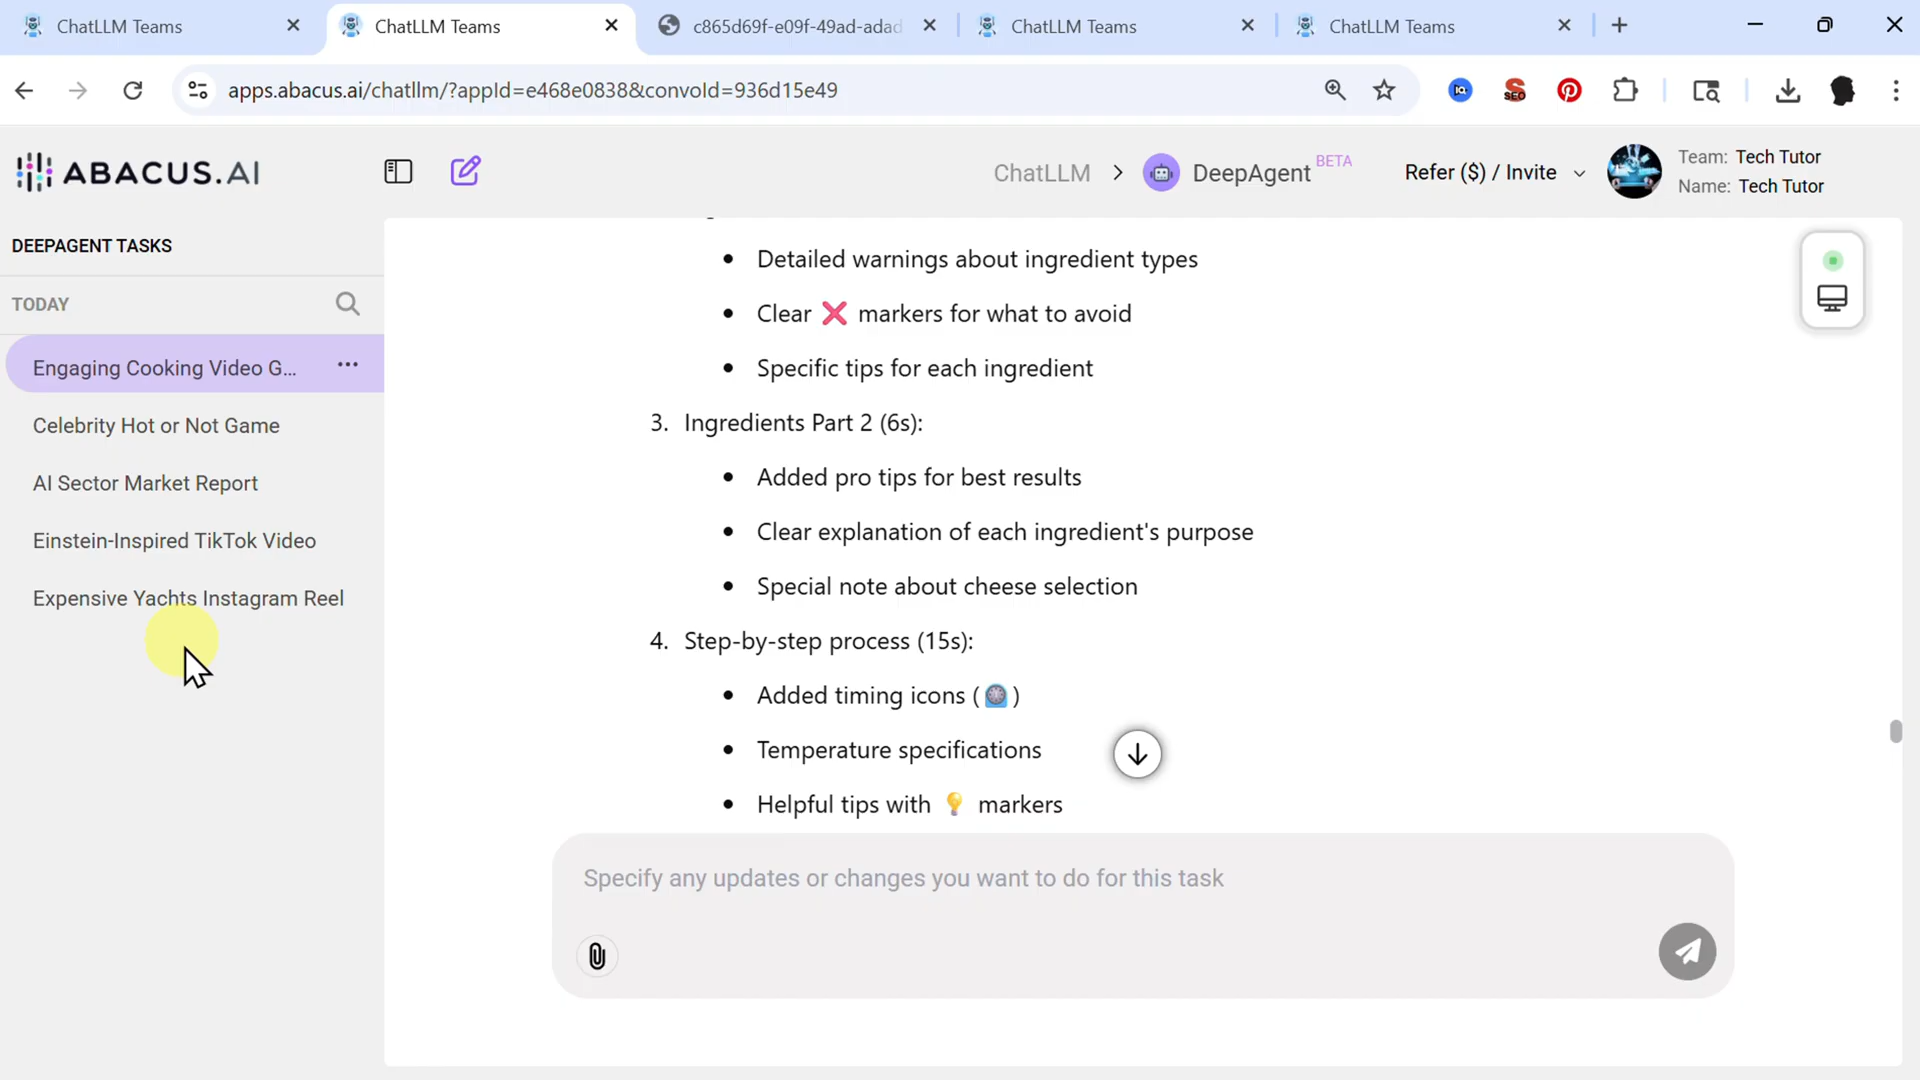 ChatLLM Teams
ChatLLM Teams
c865d69f-e09f-49ad-adad
ChatLLM Teams
ChatLLM Teams
apps.abacus.ai/chatllm/?appId=e468e0838&convoId=936d15e49
SEO
ABACUS.AI
ChatLLM > DeepAgent BETA
Refer ($) / Invite
Team: Tech Tutor
Name: Tech Tutor
DEEPAGENT TASKS
TODAY
Engaging Cooking Video G...
Celebrity Hot or Not Game
AI Sector Market Report
Einstein-Inspired TikTok Video
Expensive Yachts Instagram Reel
• Detailed warnings about ingredient types
• Clear ❌ markers for what to avoid
• Specific tips for each ingredient
3. Ingredients Part 2 (6s):
• Added pro tips for best results
• Clear explanation of each ingredient's purpose
• Special note about cheese selection
4. Step-by-step process (15s):
• Added timing icons (⏲️)
• Temperature specifications
• Helpful tips with 💡 markers
Specify any updates or changes you want to do for this task